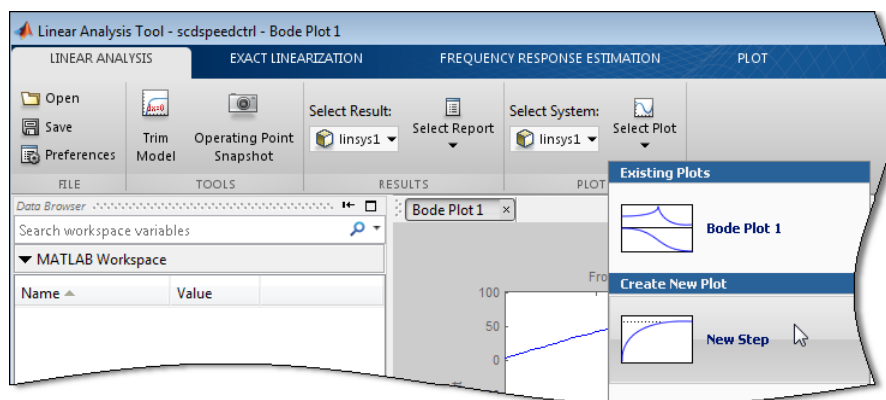 Linear Analysis Tool - scdspeedctrl - Bode Plot 1
LINEAR ANALYSIS EXACT LINEARIZATION FREQUENCY RESPONSE ESTIMATION PLOT
Open
Save
Preferences
FILE
dx=0
Trim
Model
Operating Point
Snapshot
TOOLS
Select Result:
linsys1
Select Report
RESULTS
Select System:
linsys1
Select Plot
PLOT
Existing Plots
Bode Plot 1
Create New Plot
New Step
Data Browser
Search workspace variables
MATLAB Workspace
Name Value
Bode Plot 1
Fro
100
50
0